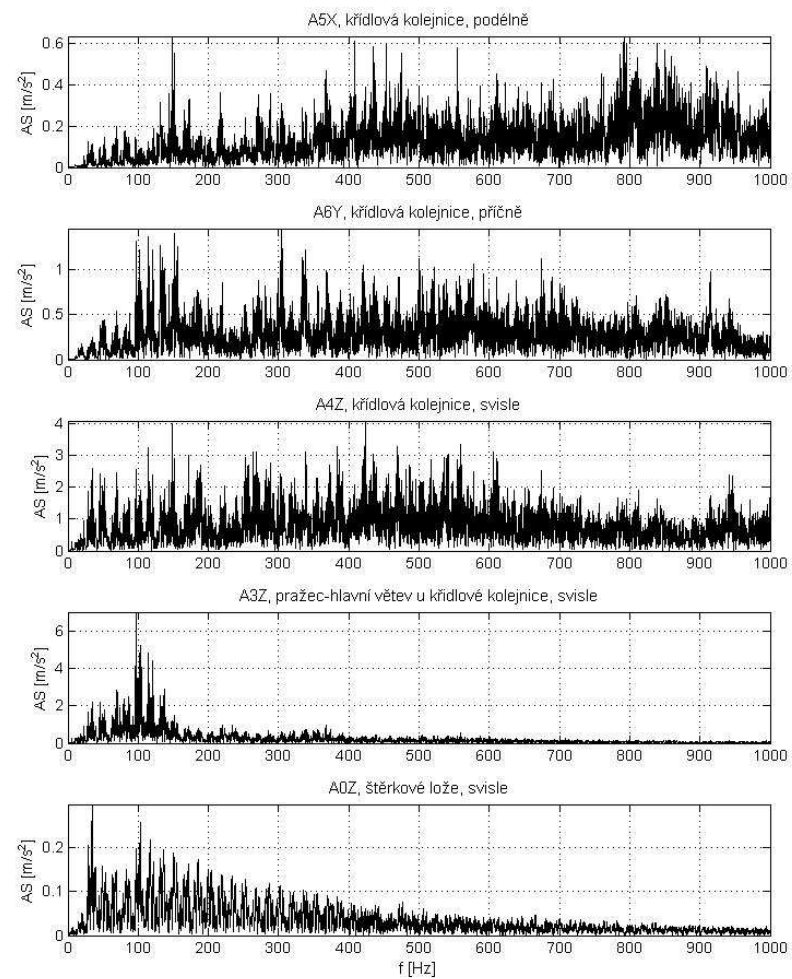 A5X, křídlová kolejnice, podélně
AS [m/s²]
0.6
0.4
0.2
0
0 100 200 300 400 500 600 700 800 900 1000
A6Y, křídlová kolejnice, příčně
AS [m/s²]
1
0.5
0
0 100 200 300 400 500 600 700 800 900 1000
A4Z, křídlová kolejnice, svisle
AS [m/s²]
4
3
2
1
0
0 100 200 300 400 500 600 700 800 900 1000
A3Z, pražec-hlavní větev u křídlové kolejnice, svisle
AS [m/s²]
6
4
2
0
0 100 200 300 400 500 600 700 800 900 1000
A0Z, štěrkové lože, svisle
AS [m/s²]
0.2
0.1
0
0 100 200 300 400 500 600 700 800 900 1000
f [Hz]